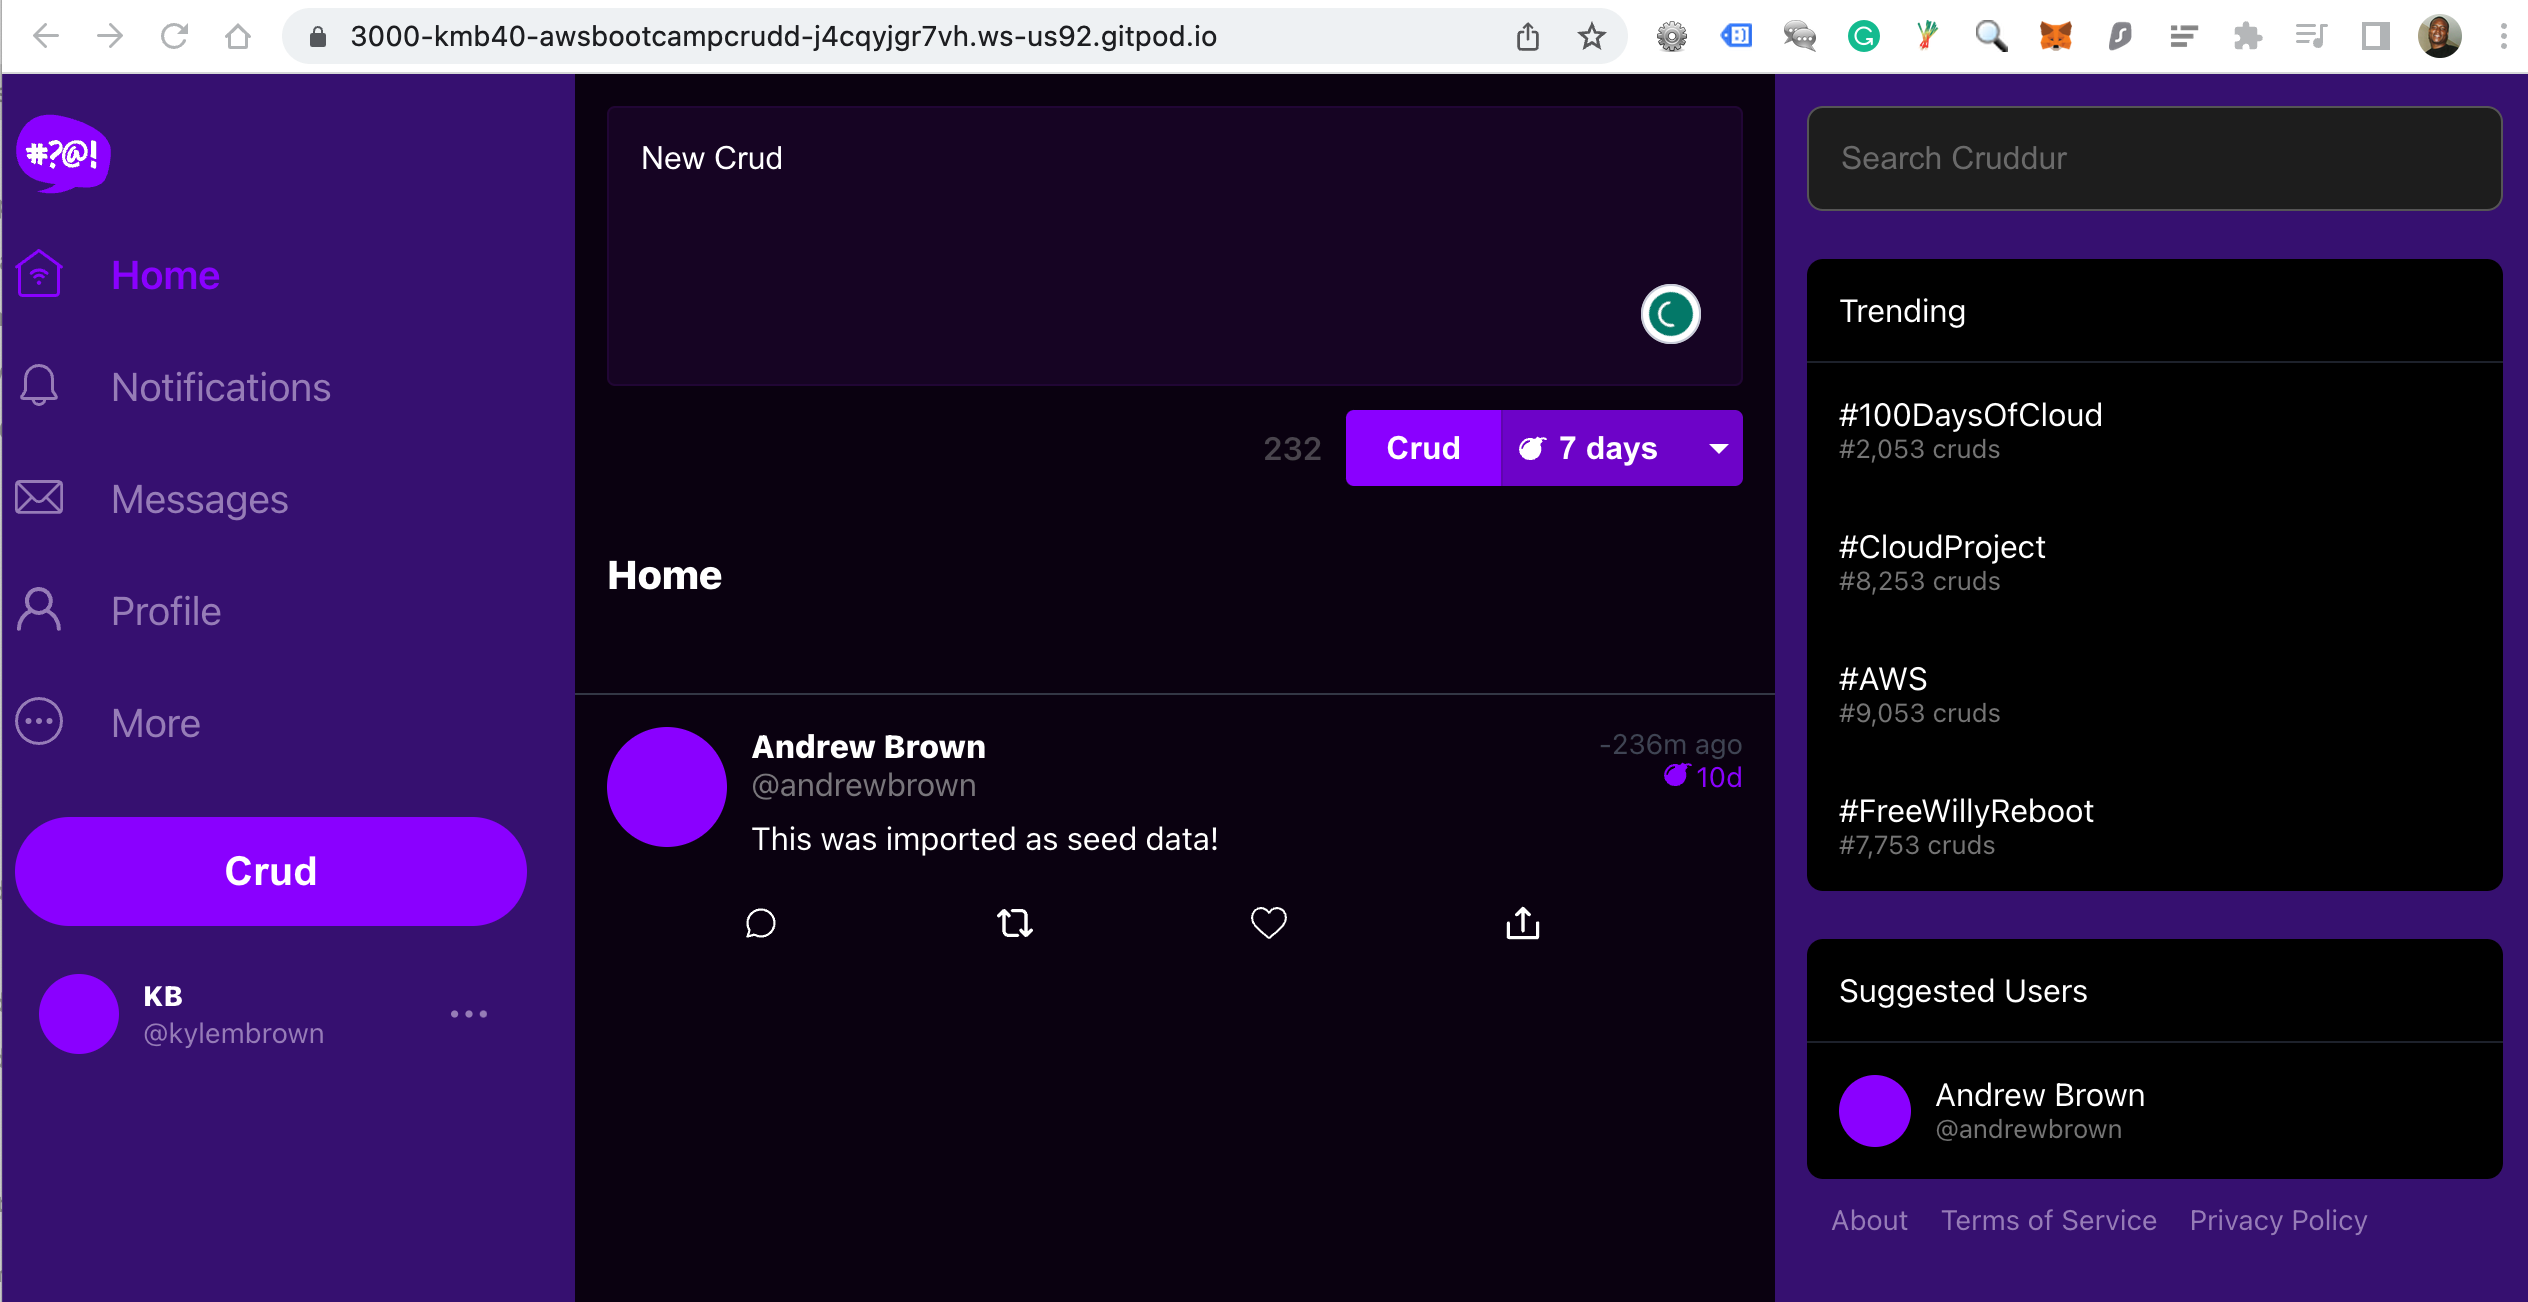 3000-kmb40-awsbootcampcrudd-j4cqyjgr7vh.ws-us92.gitpod.io
#?@!
Home
Notifications
Messages
Profile
More
Crud
KB
@kylembrown
New Crud
232
Crud
7 days
Home
Andrew Brown
-236m ago
@andrewbrown
10d
This was imported as seed data!
Search Cruddur
Trending
#100DaysOfCloud
#2,053 cruds
#CloudProject
#8,253 cruds
#AWS
#9,053 cruds
#FreeWillyReboot
#7,753 cruds
Suggested Users
Andrew Brown
@andrewbrown
About Terms of Service Privacy Policy